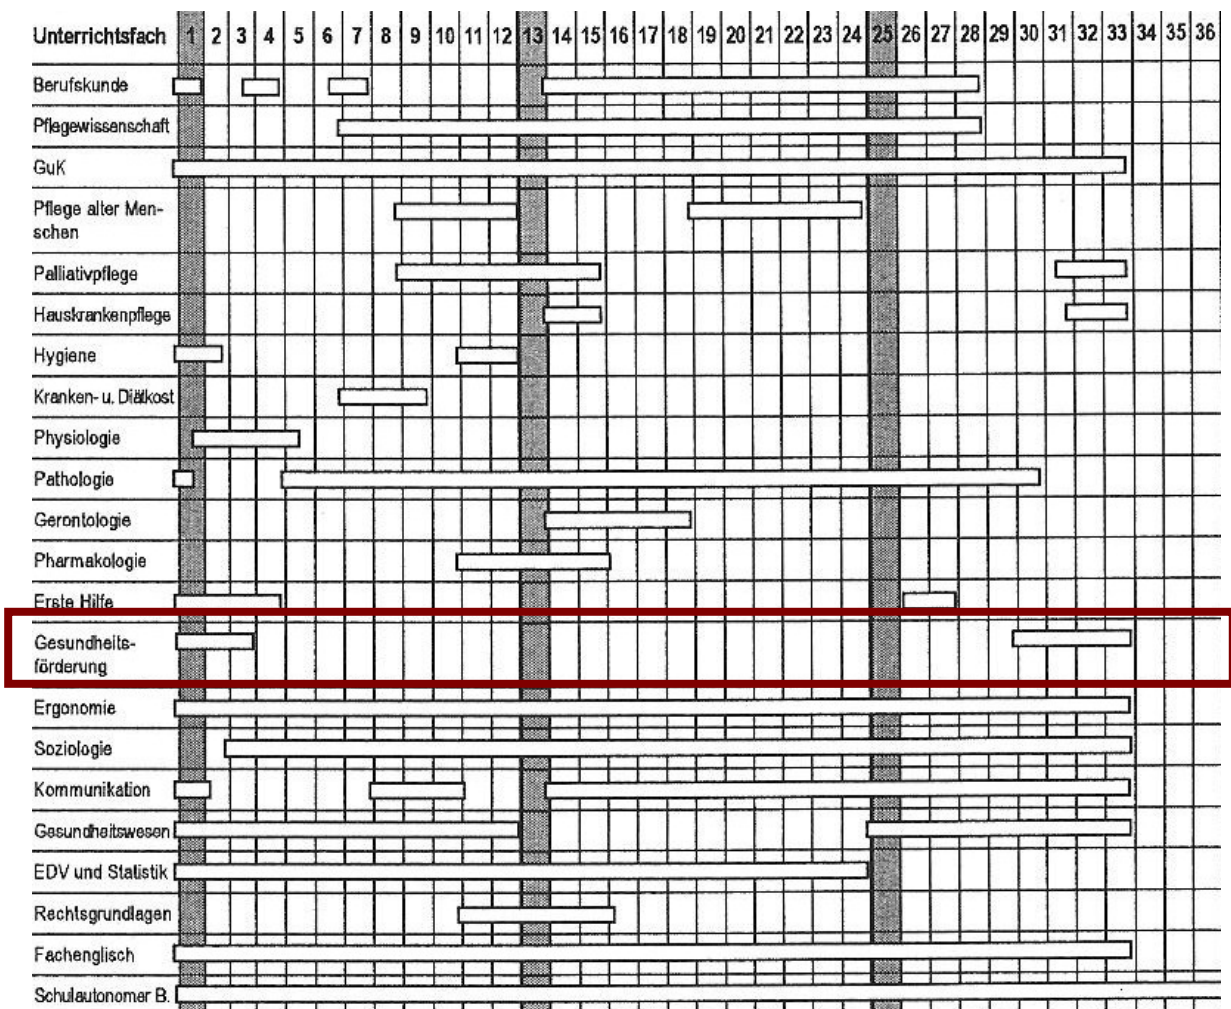 Unterrichtsfach 1 2 3 4 5 6 7 8 9 10 11 12 13 14 15 16 17 18 19 20 21 22 23 24 25 26 27 28 29 30 31 32 33 34 35 36
Berufskunde
Pflegewissenschaft
GuK
Pflege alter Men-
schen
Palliativpflege
Hauskrankenpflege
Hygiene
Kranken- u. Diätkost
Physiologie
Pathologie
Gerontologie
Pharmakologie
Erste Hilfe
Gesundheits-
förderung
Ergonomie
Soziologie
Kommunikation
Gesundheitswesen
EDV und Statistik
Rechtsgrundlagen
Fachenglisch
Schulautonomer B.